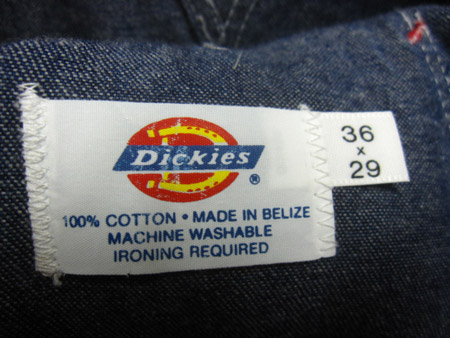 Dickies
®
100% COTTON • MADE IN BELIZE
MACHINE WASHABLE
IRONING REQUIRED
36
x
29